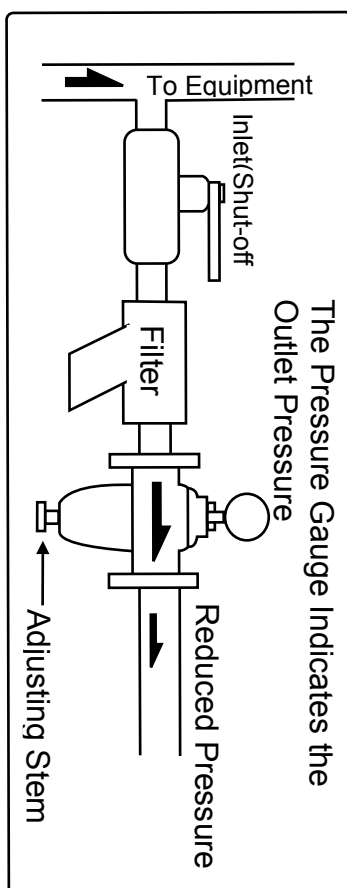 To Equipment
Inlet(Shut-off
Filter
The Pressure Gauge Indicates the
Outlet Pressure
Reduced Pressure
Adjusting Stem